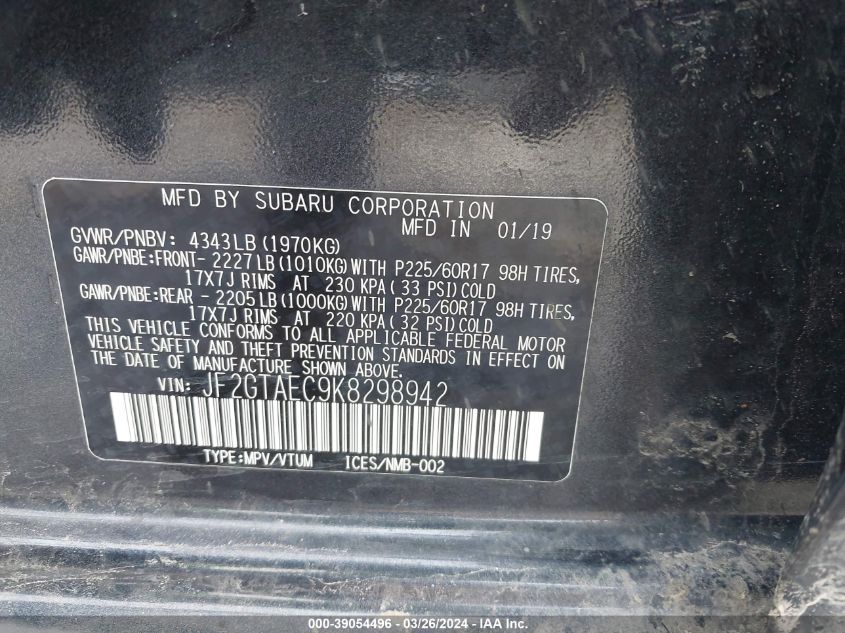 MFD BY SUBARU CORPORATION
MFD IN 01/19
GVWR/PNBV: 4343LB (1970KG)
GAWR/PNBE:FRONT- 2227LB (1010KG) WITH P225/60R17 98H TIRES,
17X7J RIMS AT 230 KPA (33 PSI) COLD
GAWR/PNBE:REAR - 2205LB (1000KG) WITH P225/60R17 98H TIRES,
17X7J RIMS AT 220 KPA (32 PSI) COLD
THIS VEHICLE CONFORMS TO ALL APPLICABLE FEDERAL MOTOR
VEHICLE SAFETY AND THEFT PREVENTION STANDARDS IN EFFECT ON
THE DATE OF MANUFACTURE SHOWN ABOVE.
VIN: JF2GTAEC9K8298942
TYPE:MPV/VTUM ICES/NMB-002
000-39054496 - 03/26/2024 - © IAA, Inc.